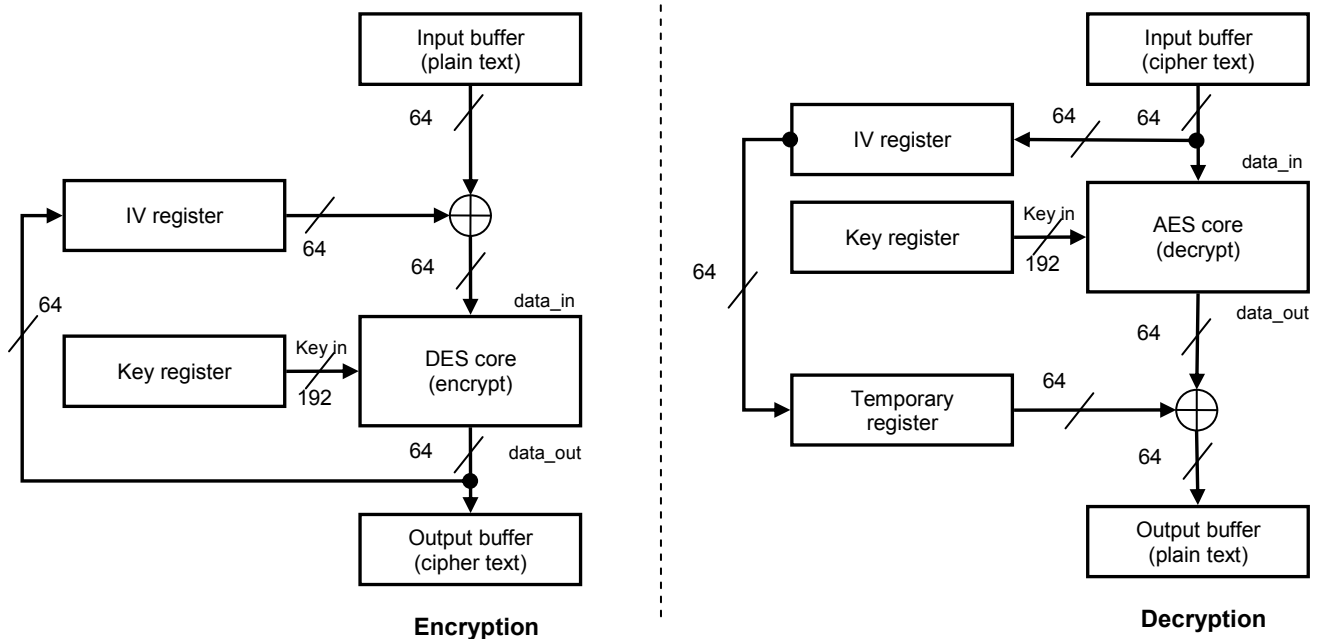 Input buffer
(plain text)
64
IV register
64
64
64
data_in
Key register
Key in
192
DES core
(encrypt)
64
data_out
Output buffer
(cipher text)
Encryption
Input buffer
(cipher text)
64
64
IV register
data_in
Key register
Key in
192
AES core
(decrypt)
64
data_out
64
Temporary
register
64
64
Output buffer
(plain text)
Decryption